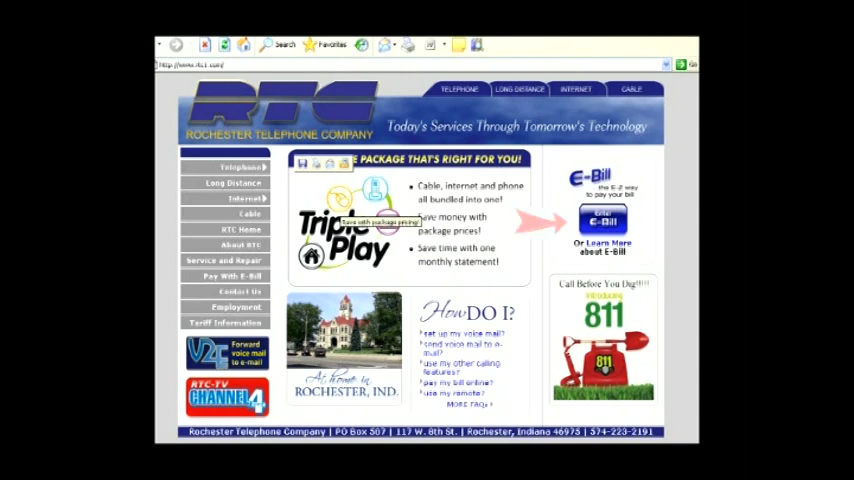 Search
Favorites
Go
RTC
ROCHESTER TELEPHONE COMPANY
TELEPHONE
LONG DISTANCE
INTERNET
CABLE
Today's Services Through Tomorrow's Technology
Telephone
Long Distance
Internet
Cable
RTC Home
About RTC
Service and Repair
Pay With E-Bill
Contact Us
Employment
Tariff Information
V2E
Forward
voice mail
to e-mail
RTC-TV
CHANNEL 4
PACKAGE THAT'S RIGHT FOR YOU!
Triple
Play
Save with package pricing!
Cable, internet and phone
all bundled into one!
Save money with
package prices!
Save time with one
monthly statement!
At home in
ROCHESTER, IND.
How DO I?
set up my voice mail?
send voice mail to e-
mail?
use my other calling
features?
pay my bill online?
use my remote?
MORE FAQs
E-Bill
the E-Z way
to pay your bill
Enter
E-Bill
Or Learn More
about E-Bill
Call Before You Dig!!!!!
Introducing
811
811
Rochester Telephone Company | PO Box 507 | 117 W. 8th St. | Rochester, Indiana 46975 | 574-223-2191